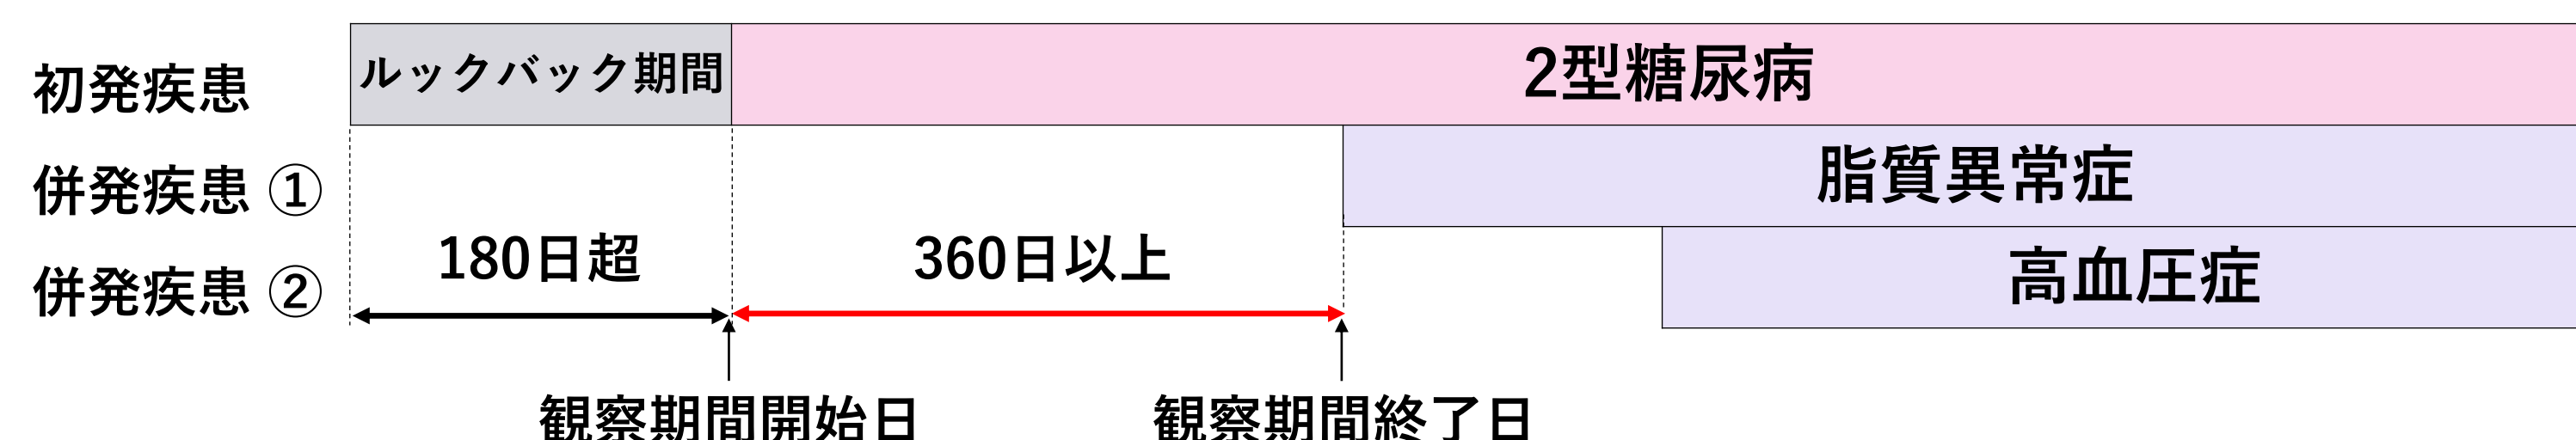 初発疾患
ルックバック期間
2型糖尿病
併発疾患 ①
脂質異常症
併発疾患 ②
180日超
360日以上
高血圧症
観察期間開始日
観察期間終了日